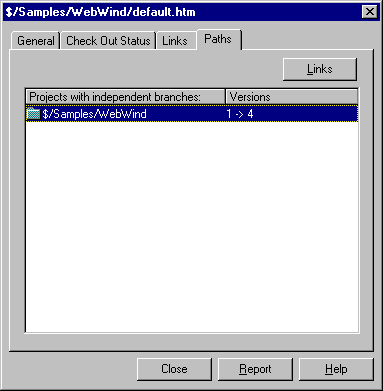 $/Samples/WebWind/default.htm
General Check Out Status Links Paths
Links
Projects with independent branches: Versions
$/Samples/WebWind 1 -> 4
Close Report Help